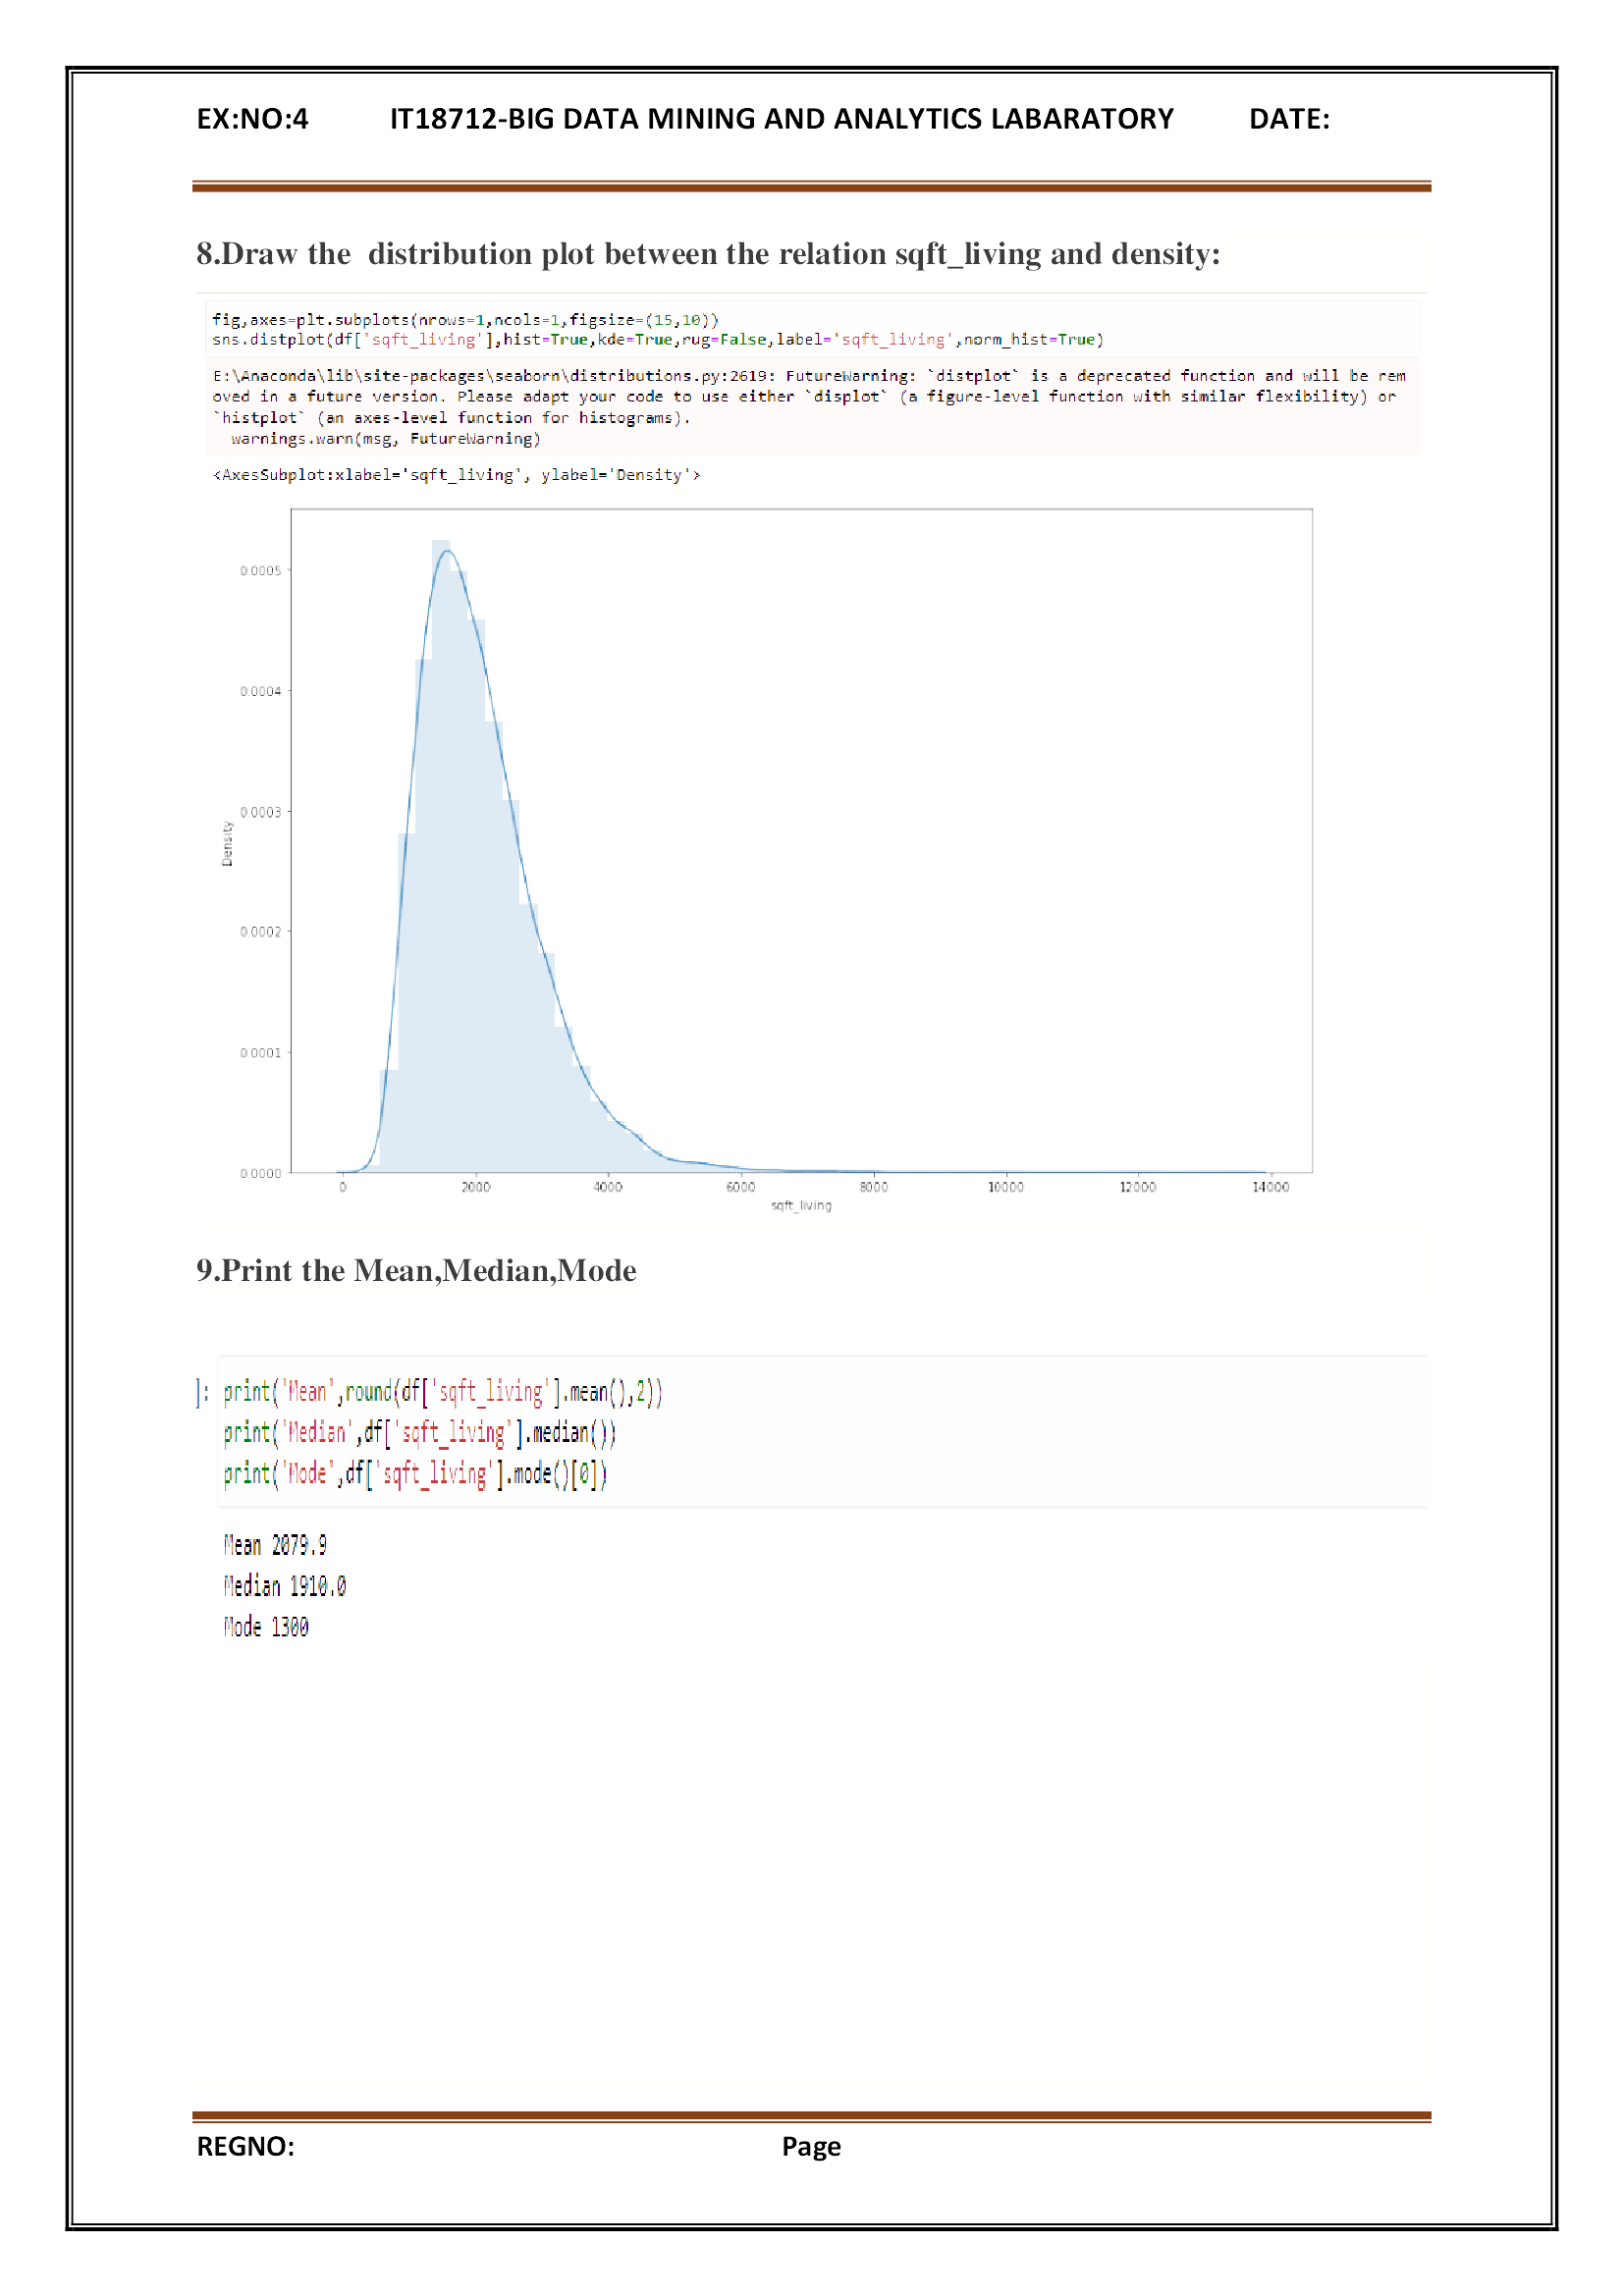 EX:NO:4 IT18712-BIG DATA MINING AND ANALYTICS LABARATORY DATE:
8.Draw the distribution plot between the relation sqft_living and density:
fig,axes=plt.subplots(nrows=1,ncols=1,figsize=(15,10))
sns.distplot(df['sqft_living'],hist=True,kde=True,rug=False,label='sqft_living',norm_hist=True)
E:\Anaconda\lib\site-packages\seaborn\distributions.py:2619: FutureWarning: `distplot` is a deprecated function and will be rem
oved in a future version. Please adapt your code to use either `displot` (a figure-level function with similar flexibility) or
`histplot` (an axes-level function for histograms).
warnings.warn(msg, FutureWarning)
<AxesSubplot:xlabel='sqft_living', ylabel='Density'>
0.0005
0.0004
0.0003
Density
0.0002
0.0001
0.0000
0 2000 4000 6000 8000 10000 12000 14000
sqft_living
9.Print the Mean,Median,Mode
]: print('Mean',round(df['sqft_living'].mean(),2))
print('Median',df['sqft_living'].median())
print('Mode',df['sqft_living'].mode()[0])
Mean 2079.9
Median 1910.0
Mode 1300
REGNO: Page